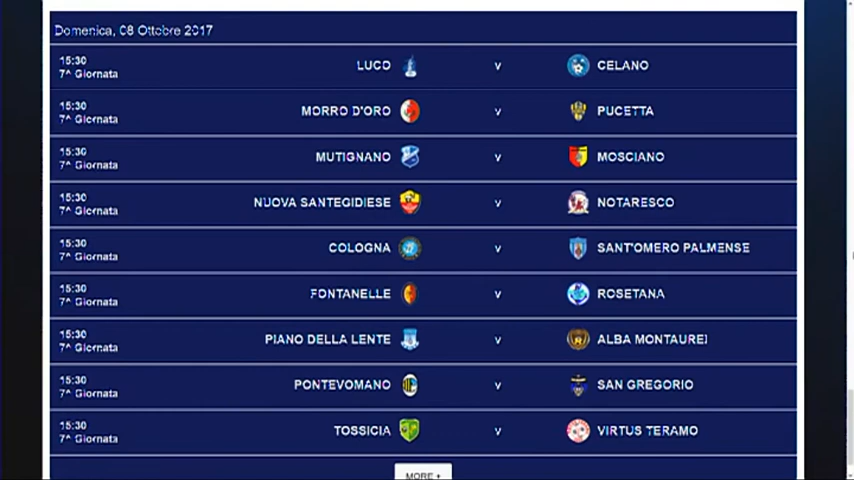 Domenica, 08 Ottobre 2017
15:30
7^ Giornata
LUCO v CELANO
15:30
7^ Giornata
MORRO D'ORO v PUCETTA
15:30
7^ Giornata
MUTIGNANO v MOSCIANO
15:30
7^ Giornata
NUOVA SANTEGIDIESE v NOTARESCO
15:30
7^ Giornata
COLOGNA v SANT'OMERO PALMENSE
15:30
7^ Giornata
FONTANELLE v ROSETANA
15:30
7^ Giornata
PIANO DELLA LENTE v ALBA MONTAUREI
15:30
7^ Giornata
PONTEVOMANO v SAN GREGORIO
15:30
7^ Giornata
TOSSICIA v VIRTUS TERAMO
MORE +